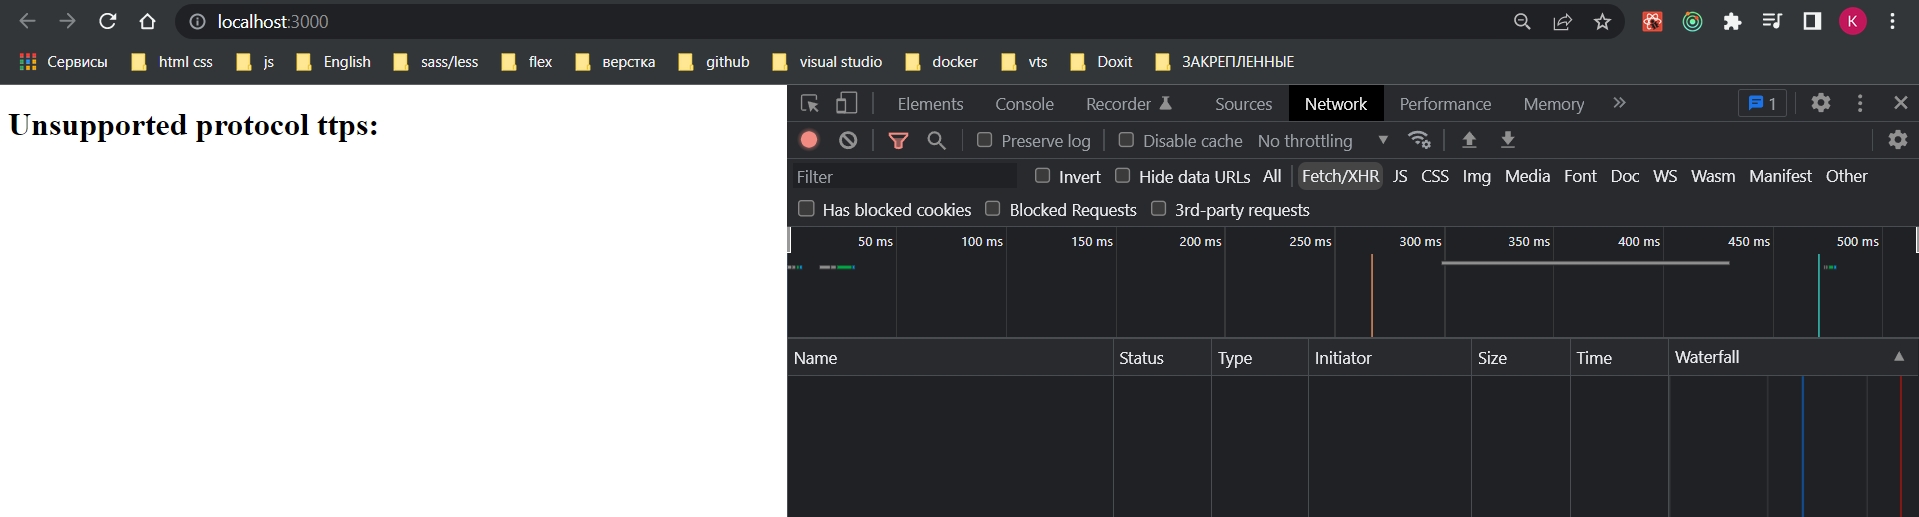 localhost:3000
K
Сервисы html css js English sass/less flex верстка github visual studio docker vts Doxit ЗАКРЕПЛЕННЫЕ
Unsupported protocol ttps:
Elements Console Recorder Sources Network Performance Memory » 1
Preserve log Disable cache No throttling
Filter Invert Hide data URLs All Fetch/XHR JS CSS Img Media Font Doc WS Wasm Manifest Other
Has blocked cookies Blocked Requests 3rd-party requests
50 ms 100 ms 150 ms 200 ms 250 ms 300 ms 350 ms 400 ms 450 ms 500 ms
Name Status Type Initiator Size Time Waterfall